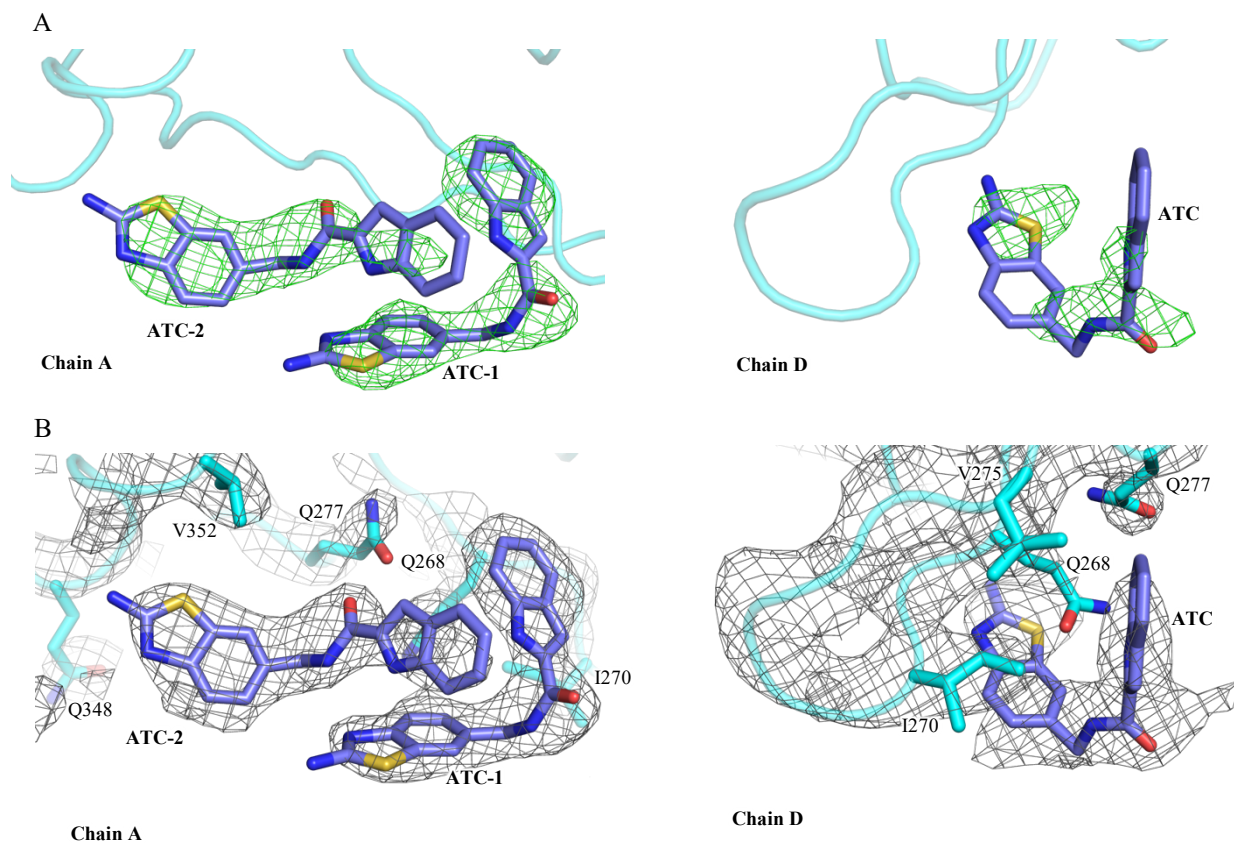 A
ATC
ATC-2
Chain A
ATC-1
Chain D
B
V352
Q277
Q268
I270
Q348
ATC-2
ATC-1
Chain A
V275
Q277
Q268
ATC
I270
Chain D